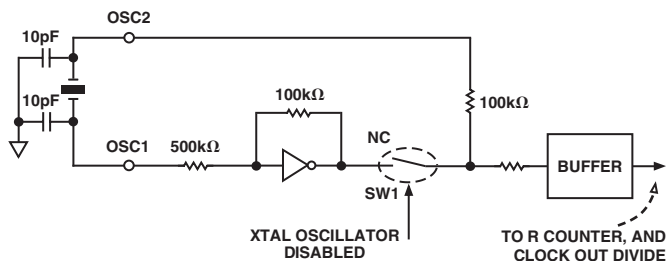 OSC2
10pF
10pF
100kΩ
100kΩ
OSC1
500kΩ
NC
SW1
BUFFER
XTAL OSCILLATOR
DISABLED
TO R COUNTER, AND
CLOCK OUT DIVIDE